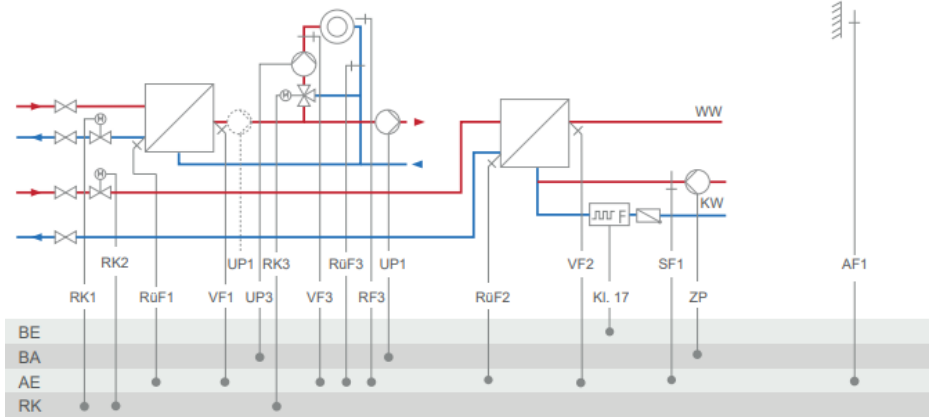 WW
KW
RK2
UP1
RK3
RüF3
UP1
VF2
SF1
AF1
RK1
RüF1
VF1
UP3
VF3
RF3
RüF2
Kl. 17
ZP
BE
BA
AE
RK